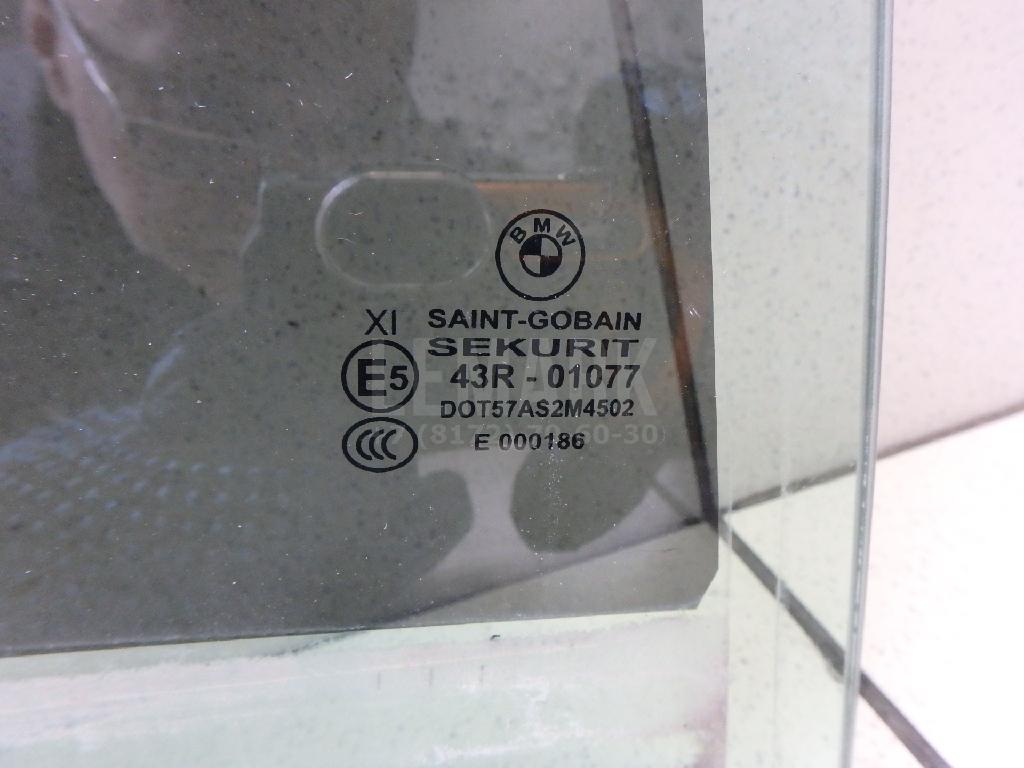 BMW
XI SAINT-GOBAIN
SEKURIT
E5 43R - 01077
DOT57AS2M4502
CCC E 000186